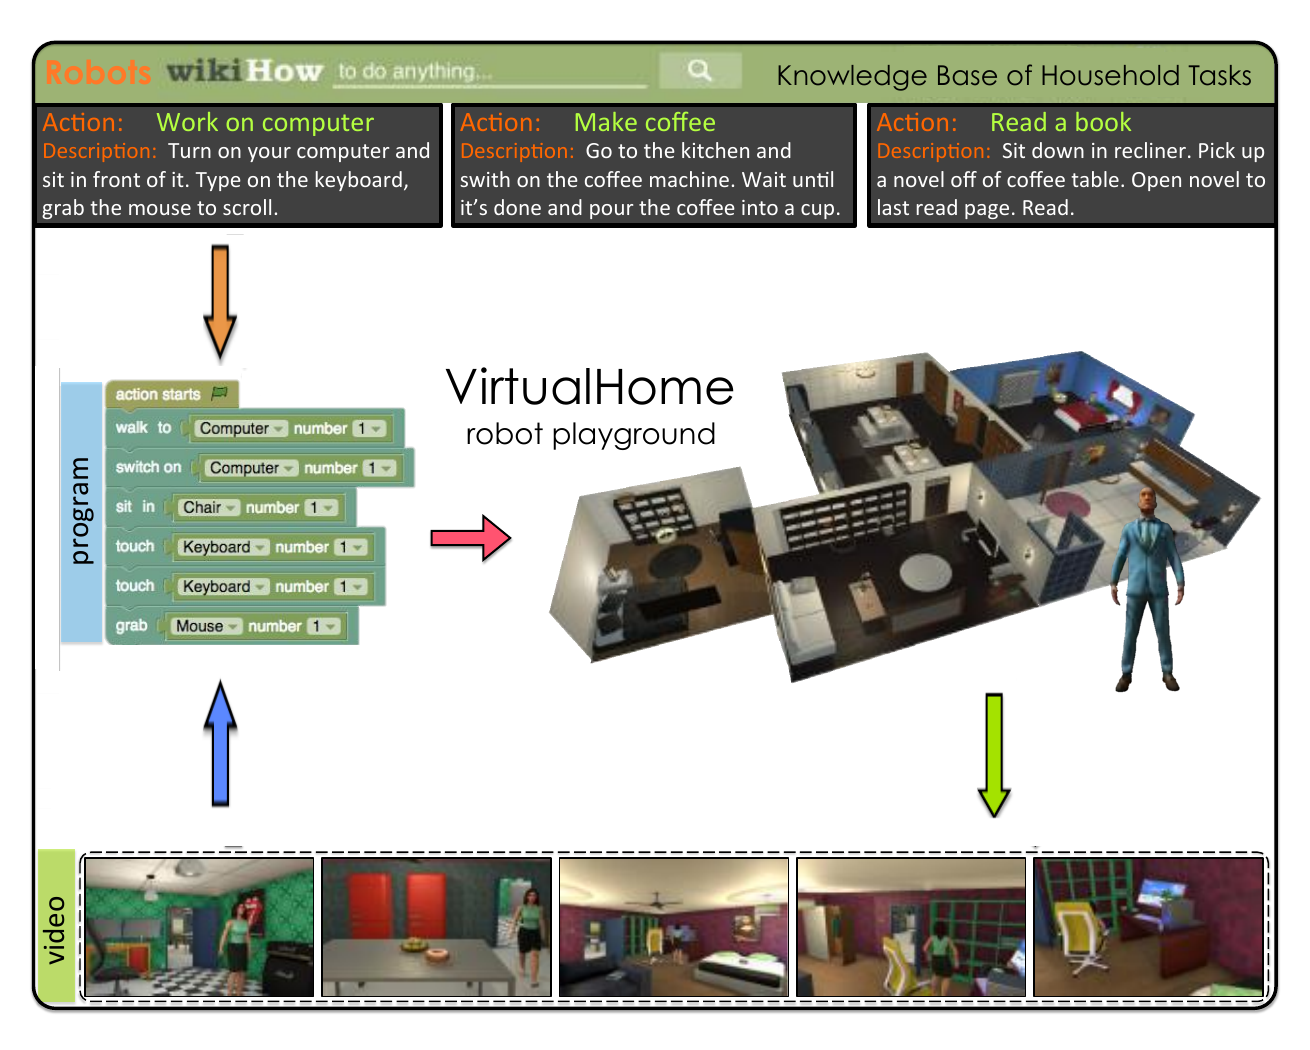 Robots wikiHow to do anything... Knowledge Base of Household Tasks
Action: Work on computer
Description: Turn on your computer and
sit in front of it. Type on the keyboard,
grab the mouse to scroll.
Action: Make coffee
Description: Go to the kitchen and
swith on the coffee machine. Wait until
it's done and pour the coffee into a cup.
Action: Read a book
Description: Sit down in recliner. Pick up
a novel off of coffee table. Open novel to
last read page. Read.
program
action starts
walk to Computer number 1
switch on Computer number 1
sit in Chair number 1
touch Keyboard number 1
touch Keyboard number 1
grab Mouse number 1
VirtualHome
robot playground
video